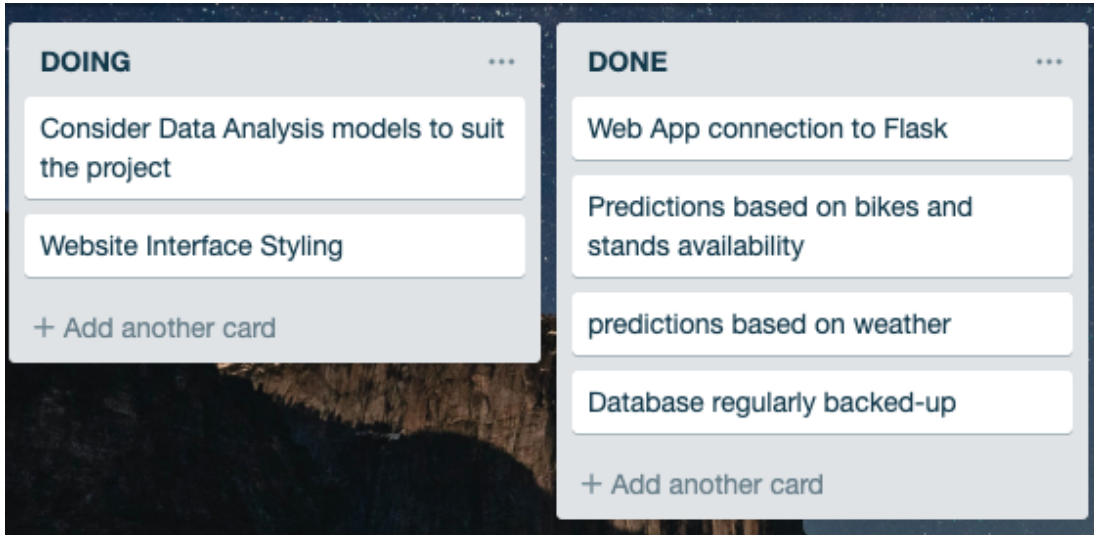 DOING
Consider Data Analysis models to suit
the project
Website Interface Styling
+ Add another card
DONE
Web App connection to Flask
Predictions based on bikes and
stands availability
predictions based on weather
Database regularly backed-up
+ Add another card